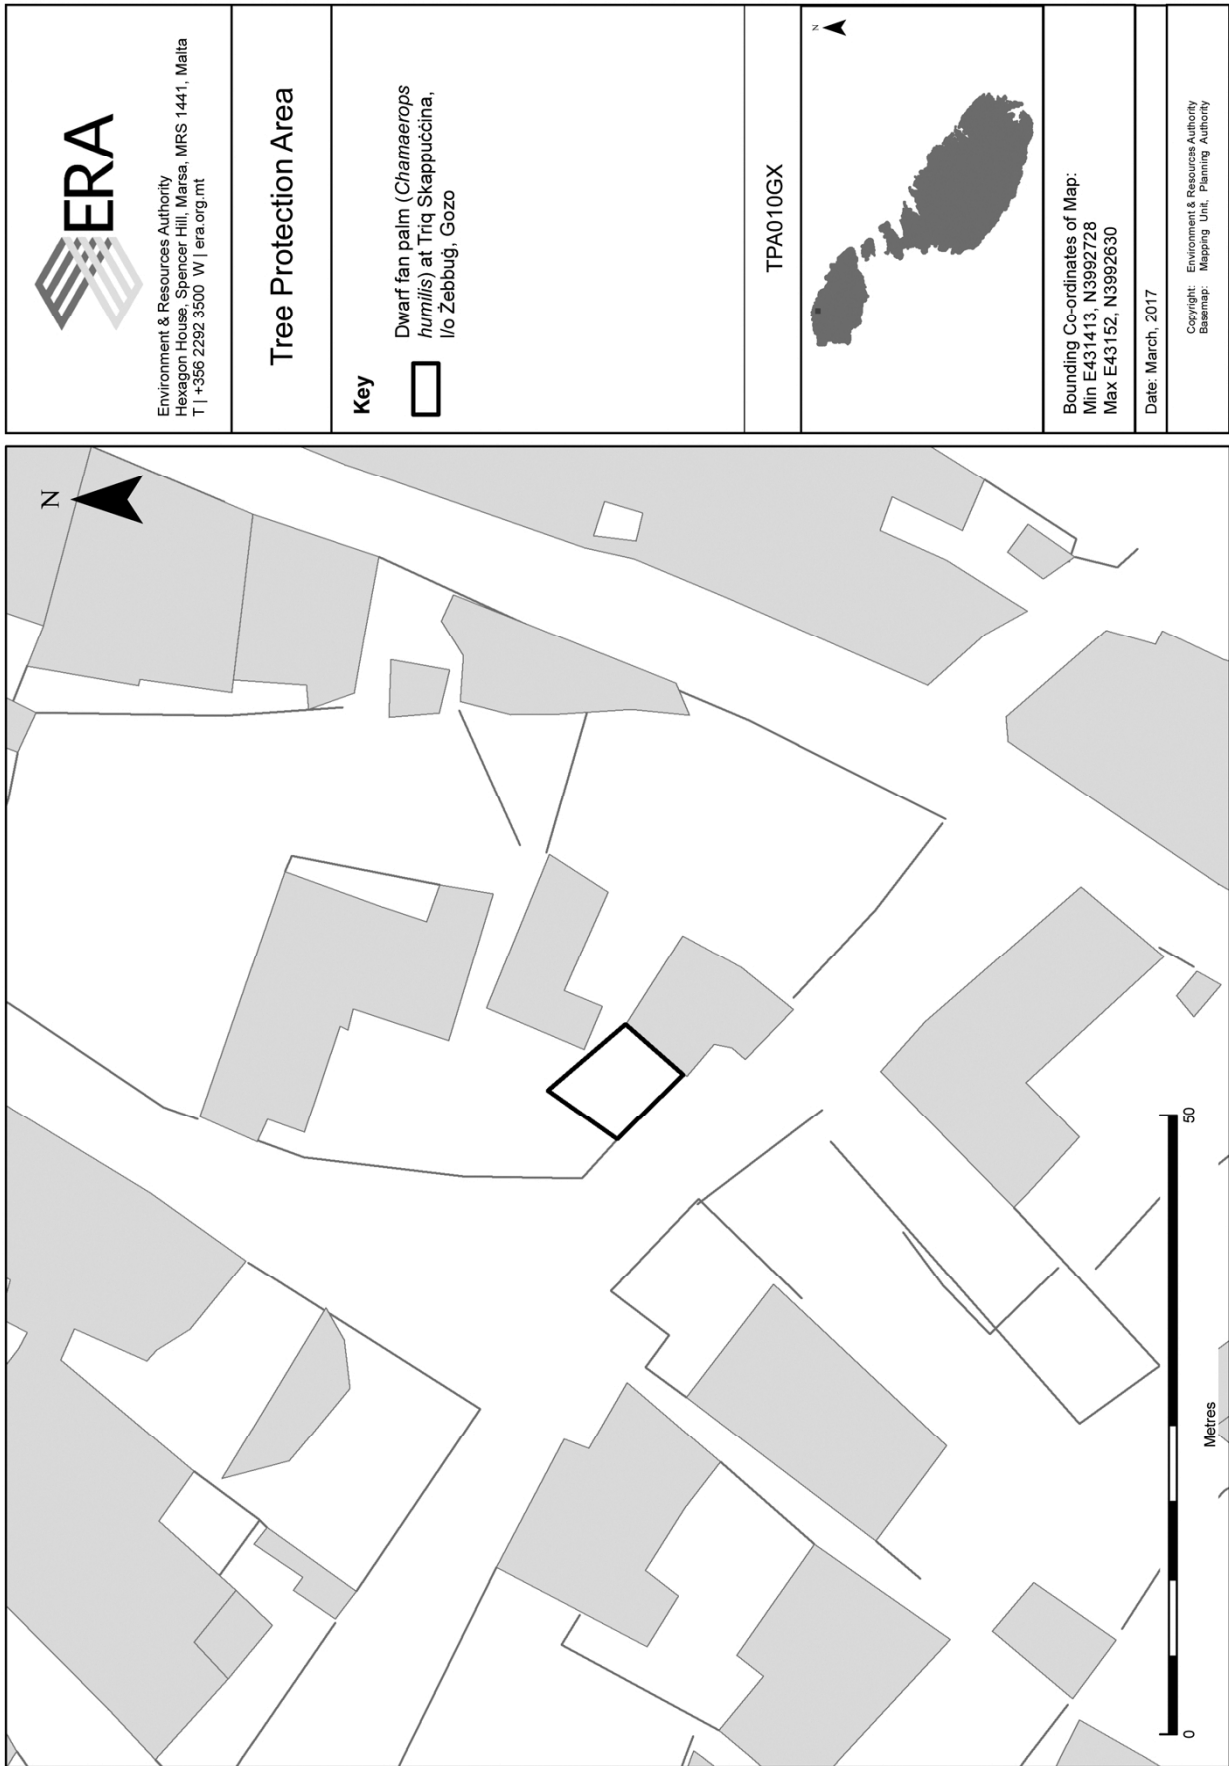 ERA
Environment & Resources Authority
Hexagon House, Spencer Hill, Marsa, MRS 1441, Malta
T | +356 2292 3500 W | era.org.mt
Tree Protection Area
Key
Dwarf fan palm (Chamaerops
humilis) at Triq Skappuċċina,
l/o Żebbuġ, Gozo
TPA010GX
N
Bounding Co-ordinates of Map:
Min E431413, N3992728
Max E43152, N3992630
Date: March, 2017
Copyright: Environment & Resources Authority
Basemap: Mapping Unit, Planning Authority
N
0
50
Metres